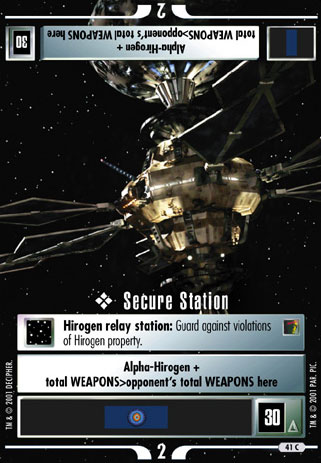 2
Alpha-Hirogen +
total WEAPONS>opponent's total WEAPONS here
30
❖ Secure Station
Hirogen relay station: Guard against violations
of Hirogen property.
Alpha-Hirogen +
total WEAPONS>opponent's total WEAPONS here
30
TM & © 2001 DECIPHER.
TM & © 2001 PAR. PIC.
2
41 C